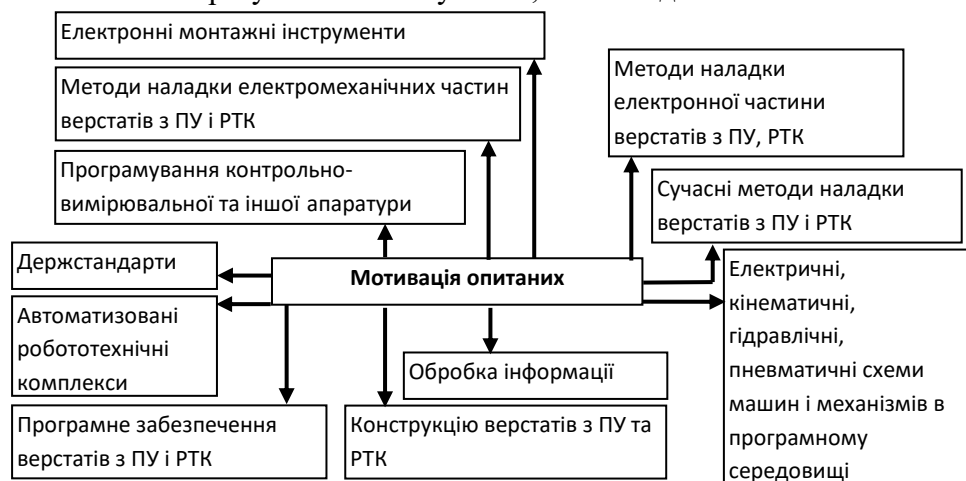 Електронні монтажні інструменти
Методи наладки електромеханічних частин
верстатів з ПУ і РТК
Програмування контрольно-
вимірювальної та іншої апаратури
Методи наладки
електронної частини
верстатів з ПУ, РТК
Сучасні методи наладки
верстатів з ПУ і РТК
Держстандарти
Мотивація опитаних
Автоматизовані
робототехнічні
комплекси
Електричні,
кінематичні,
гідравлічні,
пневматичні схеми
машин і механізмів в
програмному
середовищі
Обробка інформації
Програмне забезпечення
верстатів з ПУ і РТК
Конструкцію верстатів з ПУ та
РТК